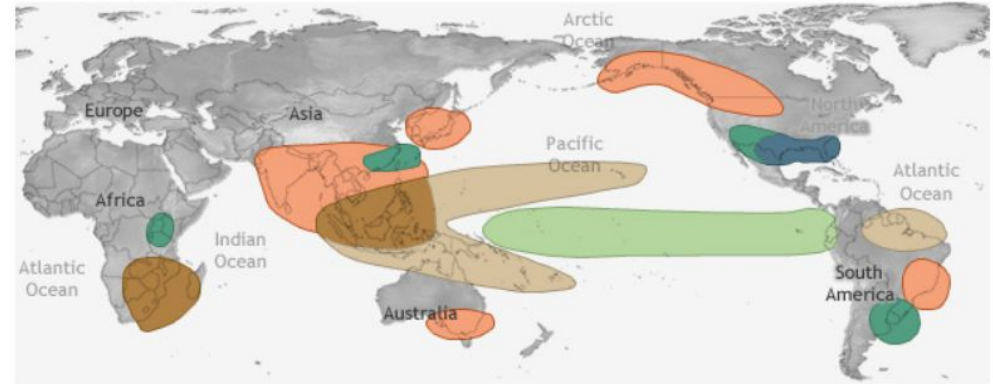 Arctic
Ocean
Europe
Asia
North
America
Pacific
Ocean
Atlantic
Ocean
Africa
Indian
Ocean
Atlantic
Ocean
South
America
Australia